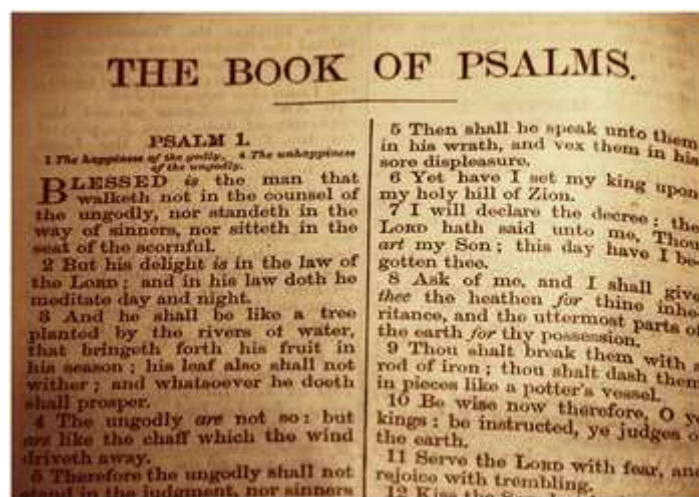 THE BOOK OF PSALMS.
PSALM 1.
1 The happiness of the godly. 4 The unhappiness
of the ungodly.
BLESSED is the man that
walketh not in the counsel of
the ungodly, nor standeth in the
way of sinners, nor sitteth in the
seat of the scornful.
2 But his delight is in the law of
the LORD; and in his law doth he
meditate day and night.
3 And he shall be like a tree
planted by the rivers of water,
that bringeth forth his fruit in
his season; his leaf also shall not
wither; and whatsoever he doeth
shall prosper.
4 The ungodly are not so: but
are like the chaff which the wind
driveth away.
5 Therefore the ungodly shall not
stand in the judgment, nor sinners
5 Then shall he speak unto them
in his wrath, and vex them in his
sore displeasure.
6 Yet have I set my king upon
my holy hill of Zion.
7 I will declare the decree: the
LORD hath said unto me, Thou
art my Son; this day have I be-
gotten thee.
8 Ask of me, and I shall give
thee the heathen for thine inhe-
ritance, and the uttermost parts of
the earth for thy possession.
9 Thou shalt break them with a
rod of iron; thou shalt dash them
in pieces like a potter's vessel.
10 Be wise now therefore, O ye
kings: be instructed, ye judges of
the earth.
11 Serve the LORD with fear, and
rejoice with trembling.
12 Kiss the